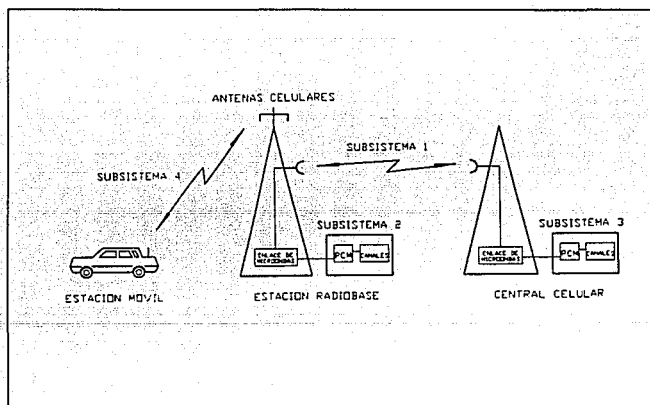 ANTENAS CELULARES
SUBSISTEMA 1
SUBSISTEMA 4
SUBSISTEMA 2
SUBSISTEMA 3
ENLACE DE
MICROONDAS
PCM
CANALES
ENLACE DE
MICROONDAS
PCM
CANALES
ESTACION MOVIL
ESTACION RADIOBASE
CENTRAL CELULAR